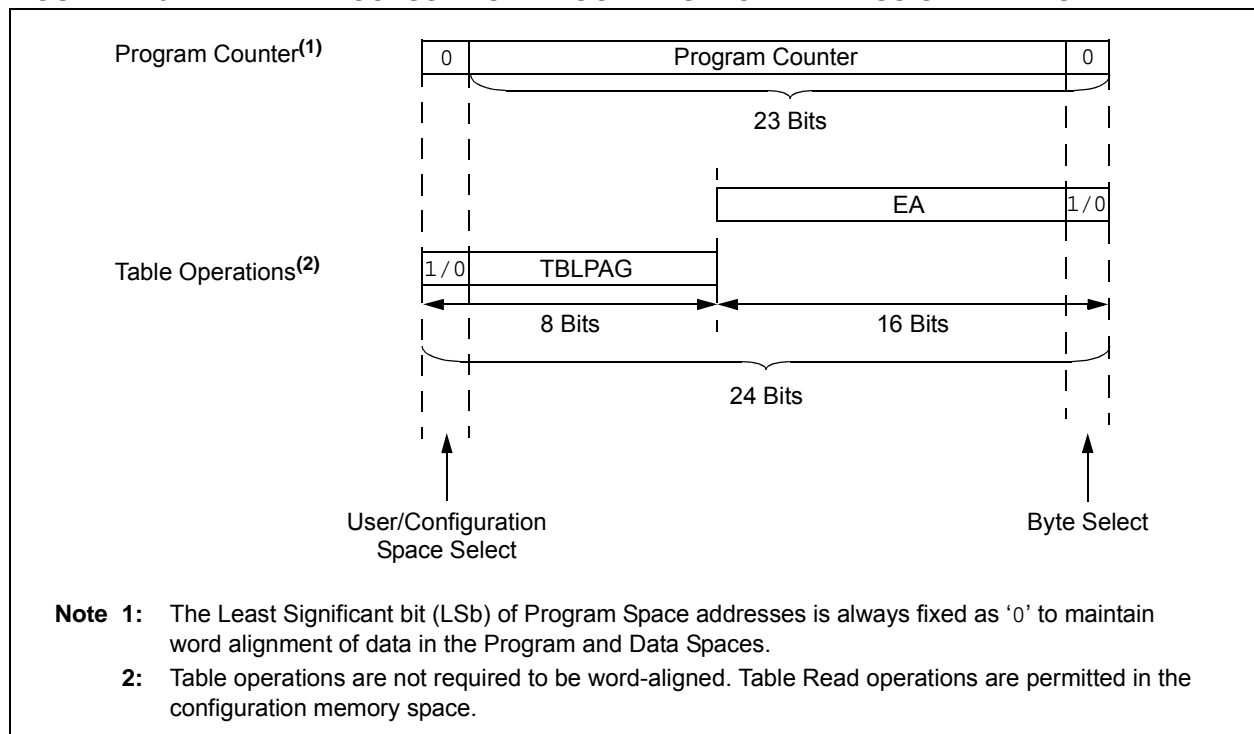 Program Counter(1)
0 Program Counter 0
23 Bits
EA 1/0
Table Operations(2)
1/0 TBLPAG
8 Bits 16 Bits
24 Bits
User/Configuration
Space Select
Byte Select
Note 1: The Least Significant bit (LSb) of Program Space addresses is always fixed as ‘0’ to maintain
word alignment of data in the Program and Data Spaces.
2: Table operations are not required to be word-aligned. Table Read operations are permitted in the
configuration memory space.